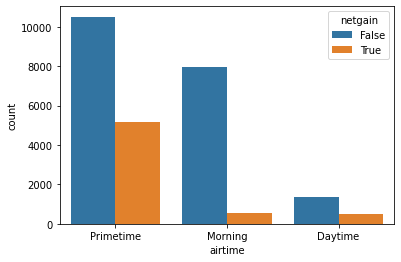 netgain
False
True
10000
8000
6000
4000
2000
0
count
Primetime Morning Daytime
airtime